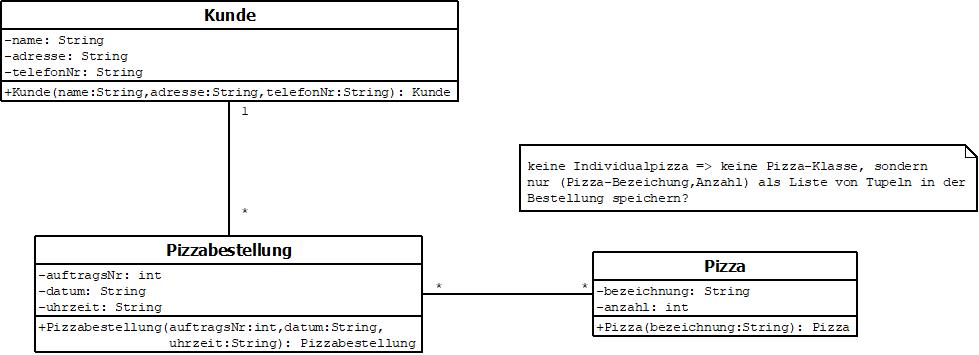 Kunde
-name: String
-adresse: String
-telefonNr: String
+Kunde(name:String,adresse:String,telefonNr:String): Kunde
1
keine Individualpizza => keine Pizza-Klasse, sondern
nur (Pizza-Bezeichung,Anzahl) als Liste von Tupeln in der
Bestellung speichern?
*
Pizzabestellung
-auftragsNr: int
-datum: String
-uhrzeit: String
+Pizzabestellung(auftragsNr:int,datum:String,
uhrzeit:String): Pizzabestellung
* *
Pizza
-bezeichnung: String
-anzahl: int
+Pizza(bezeichnung:String): Pizza